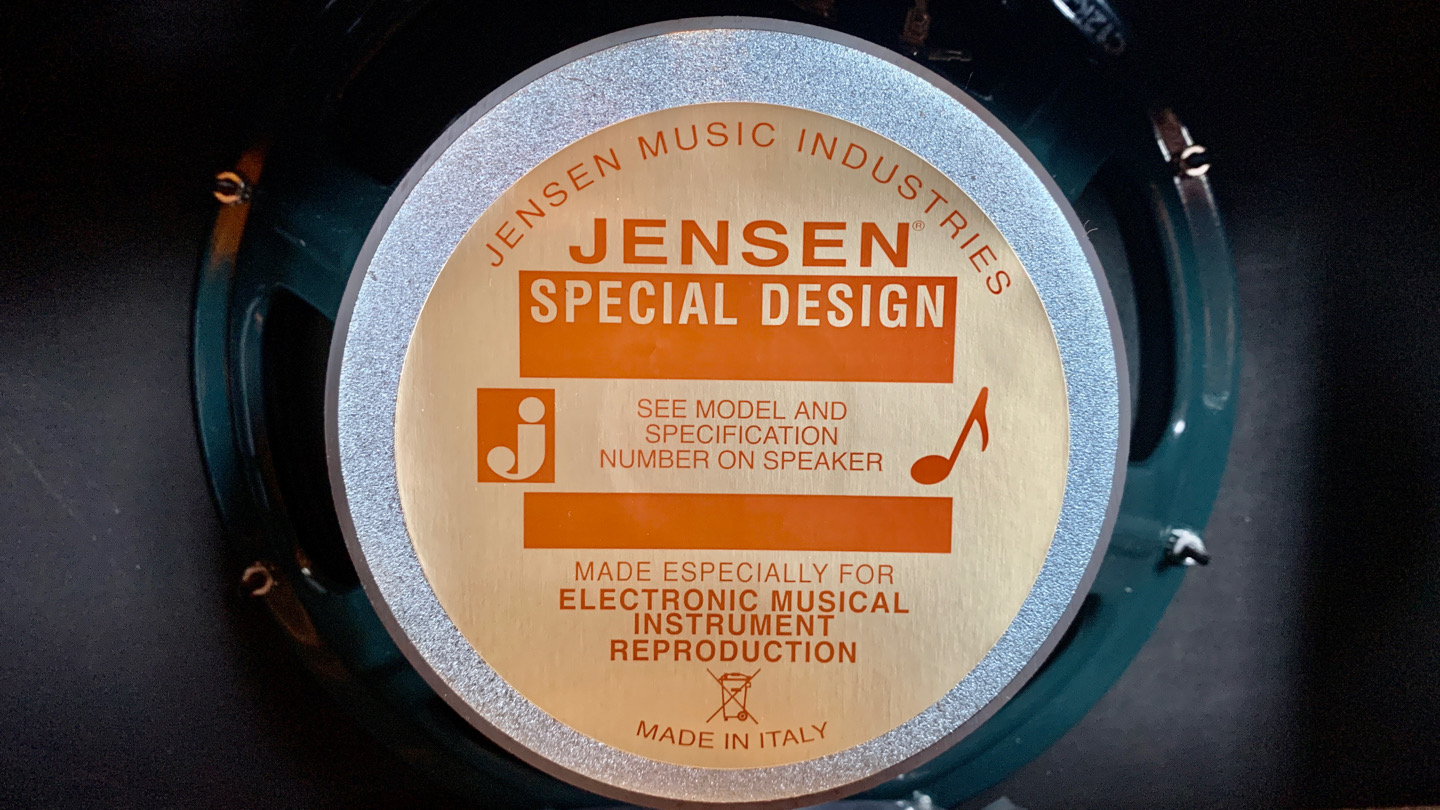 JENSEN MUSIC INDUSTRIES
JENSEN®
SPECIAL DESIGN
j
SEE MODEL AND
SPECIFICATION
NUMBER ON SPEAKER
MADE ESPECIALLY FOR
ELECTRONIC MUSICAL
INSTRUMENT
REPRODUCTION
MADE IN ITALY